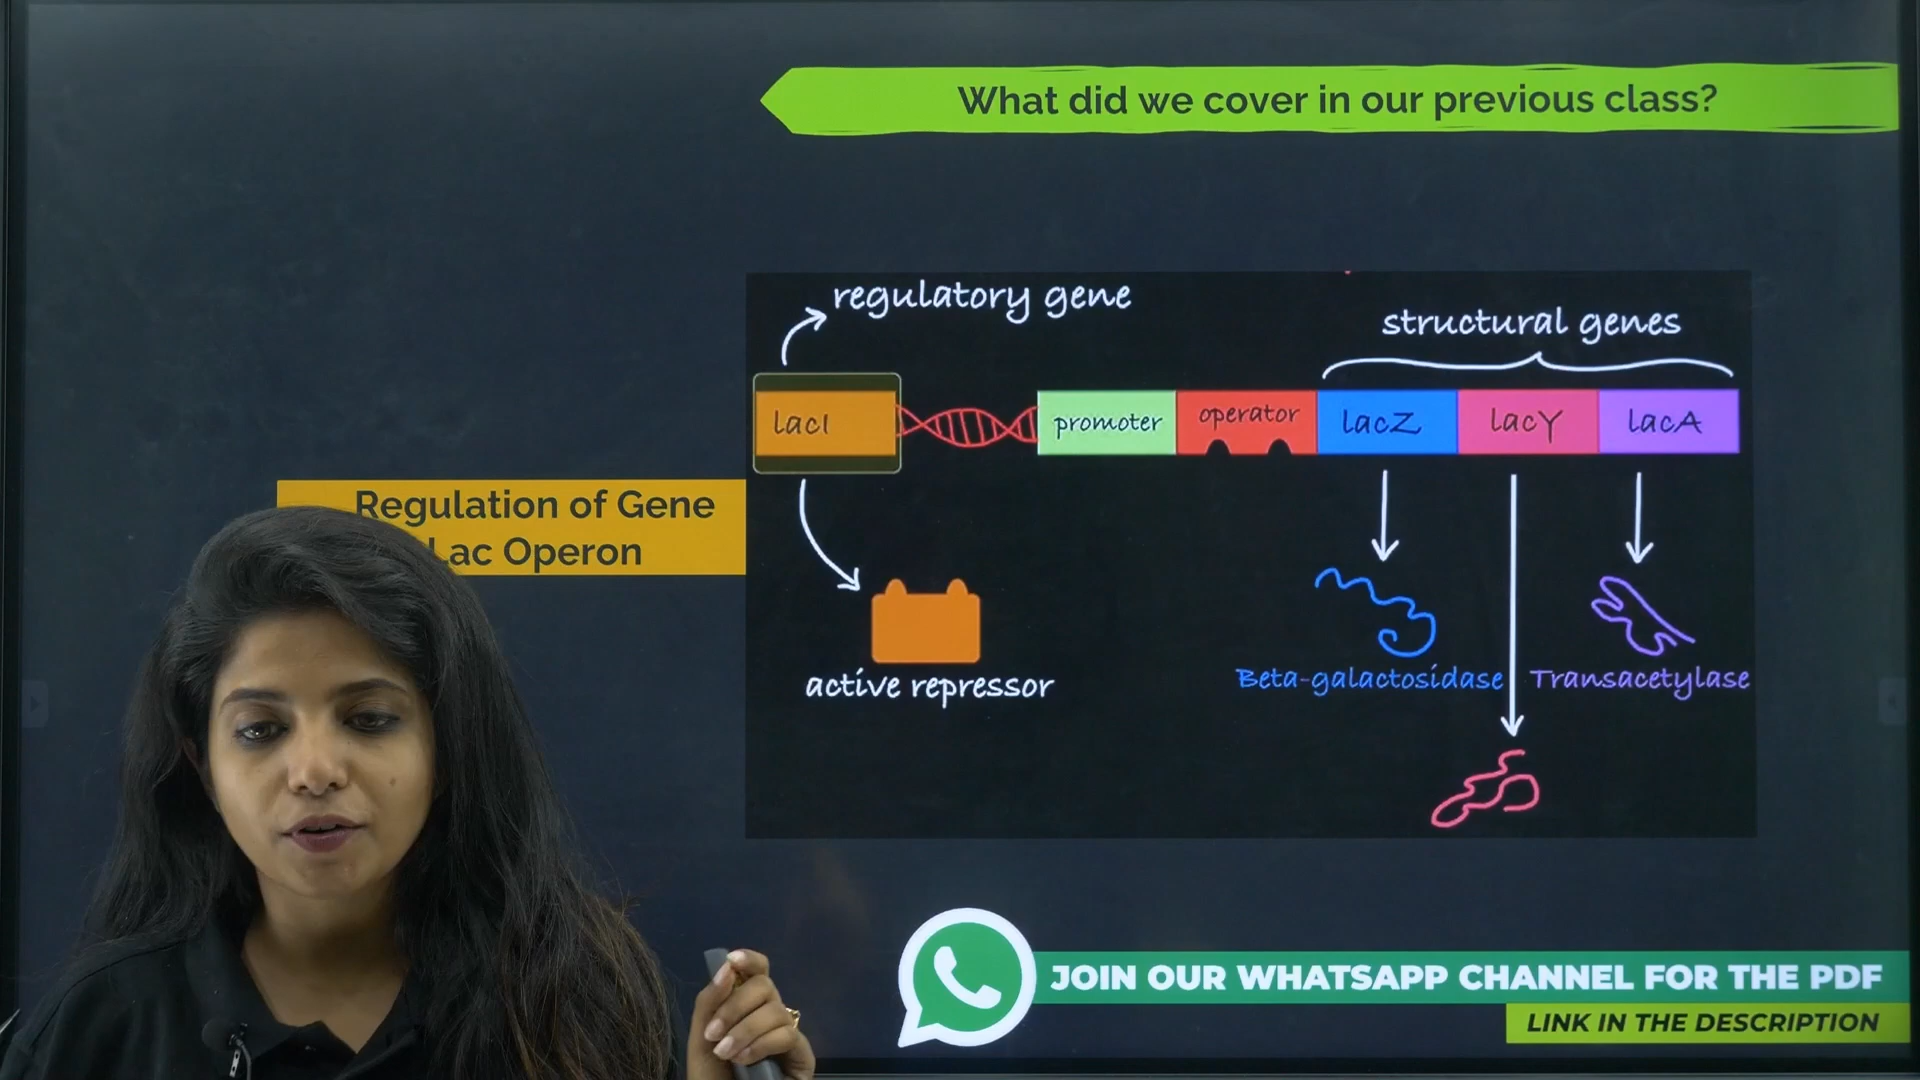 What did we cover in our previous class?
regulatory gene
structural genes
lacI
promoter
operator
lacZ
lacY
lacA
Regulation of Gene
Lac Operon
active repressor
Beta-galactosidase
Transacetylase
JOIN OUR WHATSAPP CHANNEL FOR THE PDF
LINK IN THE DESCRIPTION